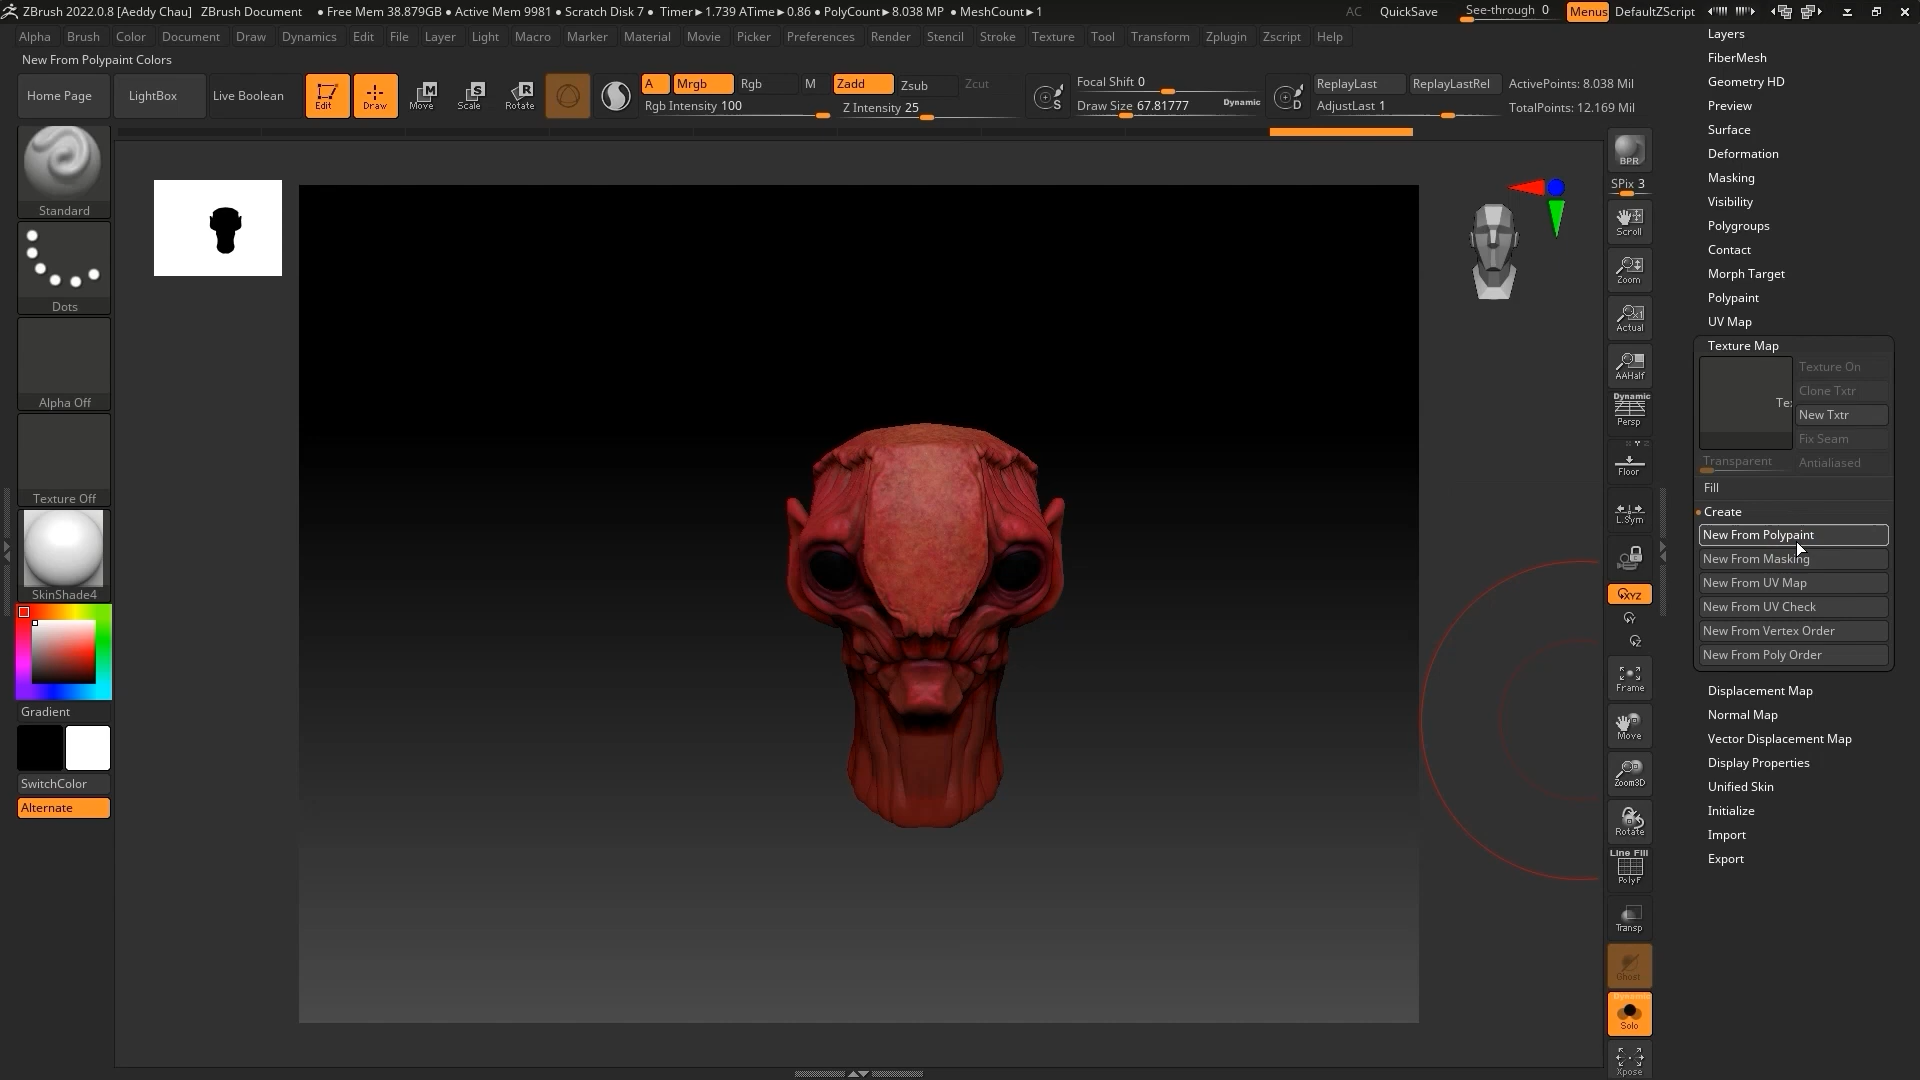 ZBrush 2022.0.8 [Aeddy Chau] ZBrush Document ● Free Mem 38.879GB ● Active Mem 9981 ● Scratch Disk 7 ● Timer►1.739 ATime►0.86 ● PolyCount►8.038 MP ● MeshCount►1 AC QuickSave See-through 0 Menus DefaultZScript
Alpha Brush Color Document Draw Dynamics Edit File Layer Light Macro Marker Material Movie Picker Preferences Render Stencil Stroke Texture Tool Transform Zplugin Zscript Help
New From Polypaint Colors
Home Page LightBox Live Boolean Edit Draw Move Scale Rotate
A Mrgb Rgb M Zadd Zsub Zcut
Rgb Intensity 100 Z Intensity 25
S Focal Shift 0
Draw Size 67.81777 Dynamic
D ReplayLast ReplayLastRel
AdjustLast 1
ActivePoints: 8.038 Mil
TotalPoints: 12.169 Mil
Standard
Dots
Alpha Off
Texture Off
SkinShade4
Gradient
SwitchColor
Alternate
BPR
SPix 3
Scroll
Zoom
Actual
AAHalf
Dynamic
Persp
Floor
L.Sym
XYZ
Y
Z
Frame
Move
Zoom3D
Rotate
Line Fill
PolyF
Transp
Ghost
Dynamic
Solo
Xpose
Layers
FiberMesh
Geometry HD
Preview
Surface
Deformation
Masking
Visibility
Polygroups
Contact
Morph Target
Polypaint
UV Map
Texture Map
Texture On
Clone Txtr
Te
New Txtr
Fix Seam
Transparent Antialiased
Fill
Create
New From Polypaint
New From Masking
New From UV Map
New From UV Check
New From Vertex Order
New From Poly Order
Displacement Map
Normal Map
Vector Displacement Map
Display Properties
Unified Skin
Initialize
Import
Export